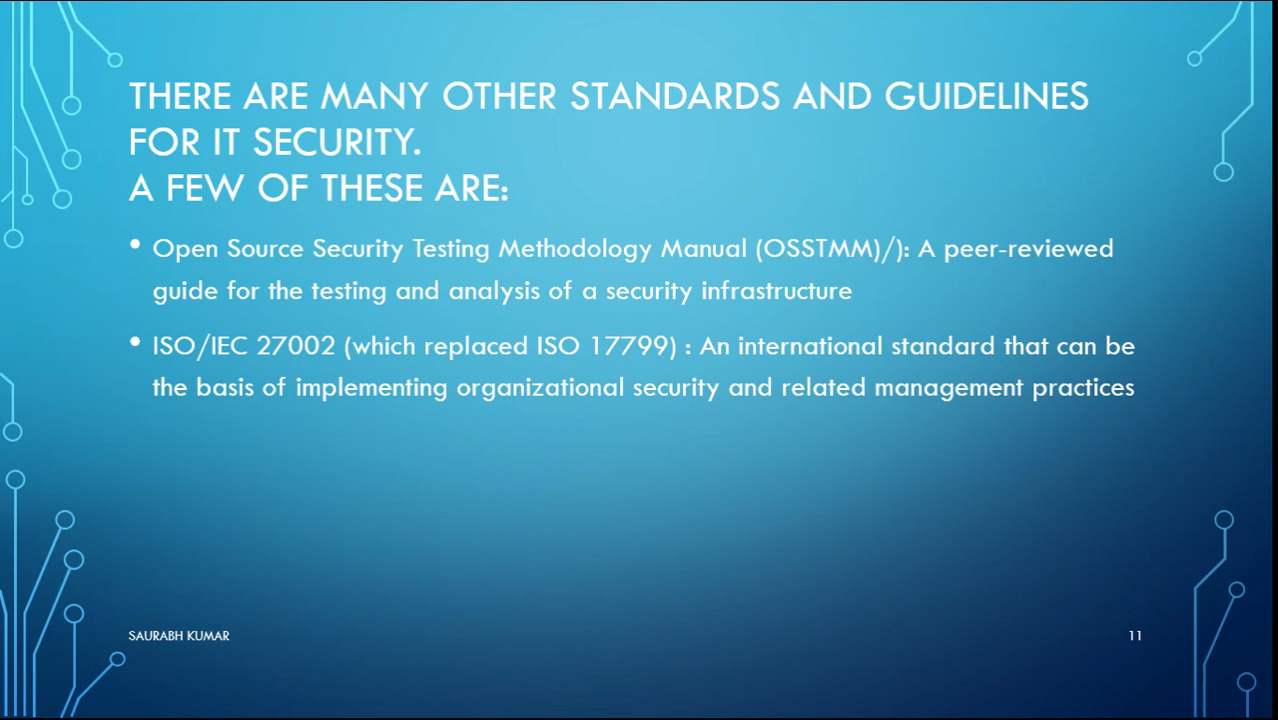 THERE ARE MANY OTHER STANDARDS AND GUIDELINES
FOR IT SECURITY.
A FEW OF THESE ARE:
• Open Source Security Testing Methodology Manual (OSSTMM)/): A peer-reviewed
guide for the testing and analysis of a security infrastructure
• ISO/IEC 27002 (which replaced ISO 17799) : An international standard that can be
the basis of implementing organizational security and related management practices
SAURABH KUMAR
11